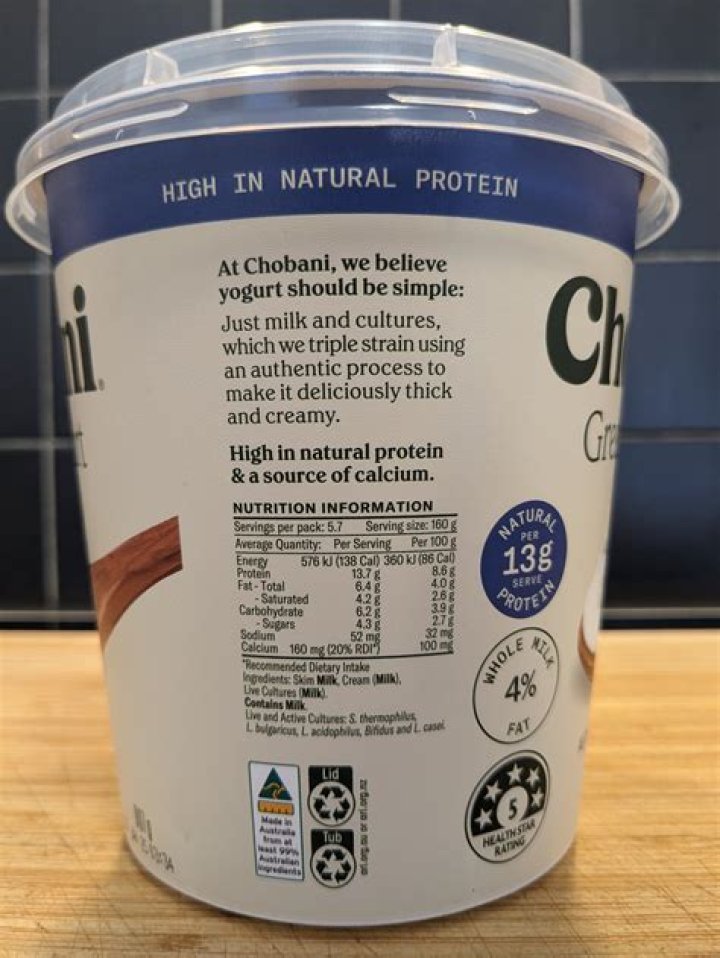 HIGH IN NATURAL PROTEIN
ni
At Chobani, we believe
yogurt should be simple:
Just milk and cultures,
which we triple strain using
an authentic process to
make it deliciously thick
and creamy.
High in natural protein
& a source of calcium.
NUTRITION INFORMATION
Servings per pack: 5.7 Serving size: 160 g
Average Quantity: Per Serving Per 100 g
Energy 576 kJ (138 Cal) 360 kJ (86 Cal)
Protein 13.7 g 8.6 g
Fat - Total 6.4 g 4.0 g
- Saturated 4.2 g 2.6 g
Carbohydrate 6.2 g 3.9 g
- Sugars 4.3 g 2.7 g
Sodium 52 mg 32 mg
Calcium 160 mg (20% RDI*) 100 mg
*Recommended Dietary Intake
Ingredients: Skim Milk, Cream (Milk),
Live Cultures (Milk).
Contains Milk
Live and Active Cultures: S. thermophilus,
L. bulgaricus, L. acidophilus, Bifidus and L. casei.
Made in
Australia
from at
least 99%
Australian
ingredients
Lid
Tub
Ch
Gre
NATURAL
PER
13g
SERVE
PROTEIN
WHOLE MILK
4%
FAT
5
HEALTH STAR
RATING